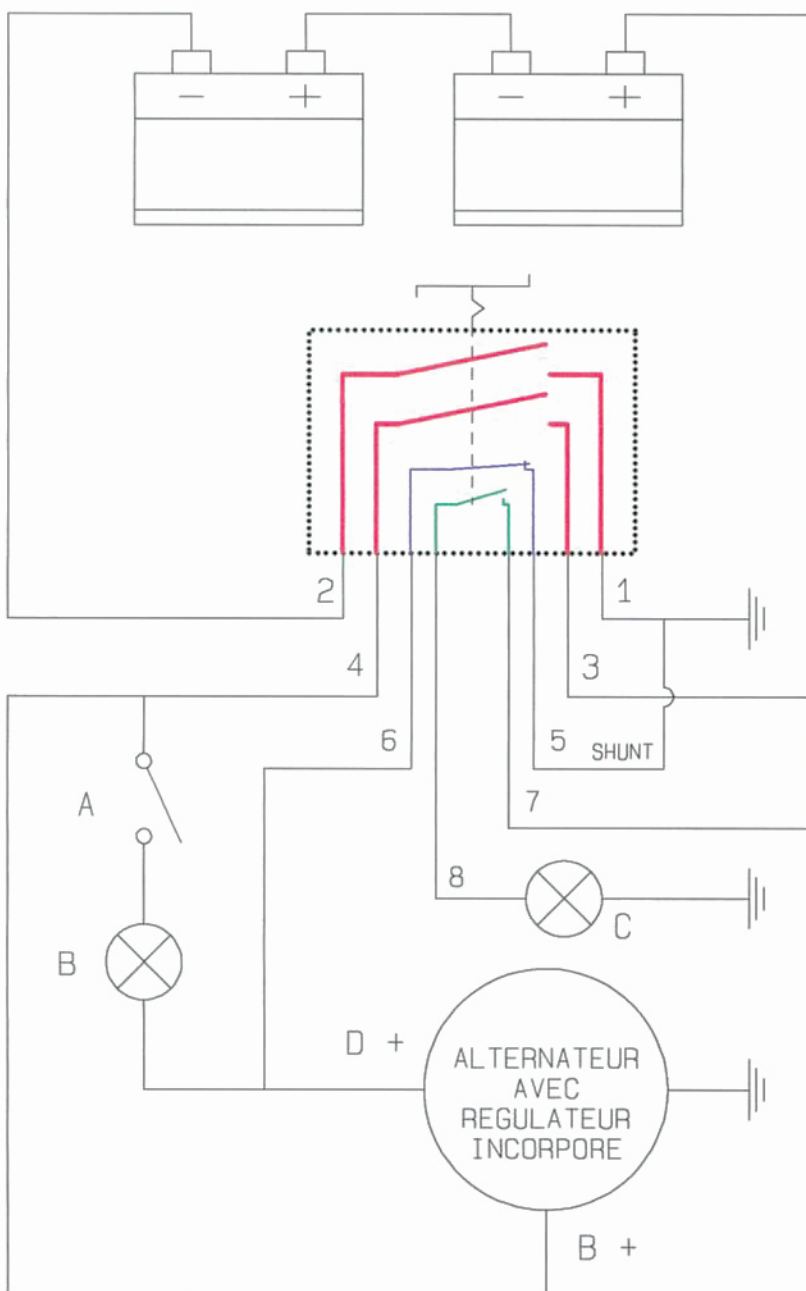 − + − +
2 1
4 3
6 5 SHUNT
A 7
8
C
B
D +
ALTERNATEUR
AVEC
REGULATEUR
INCORPORE
B +